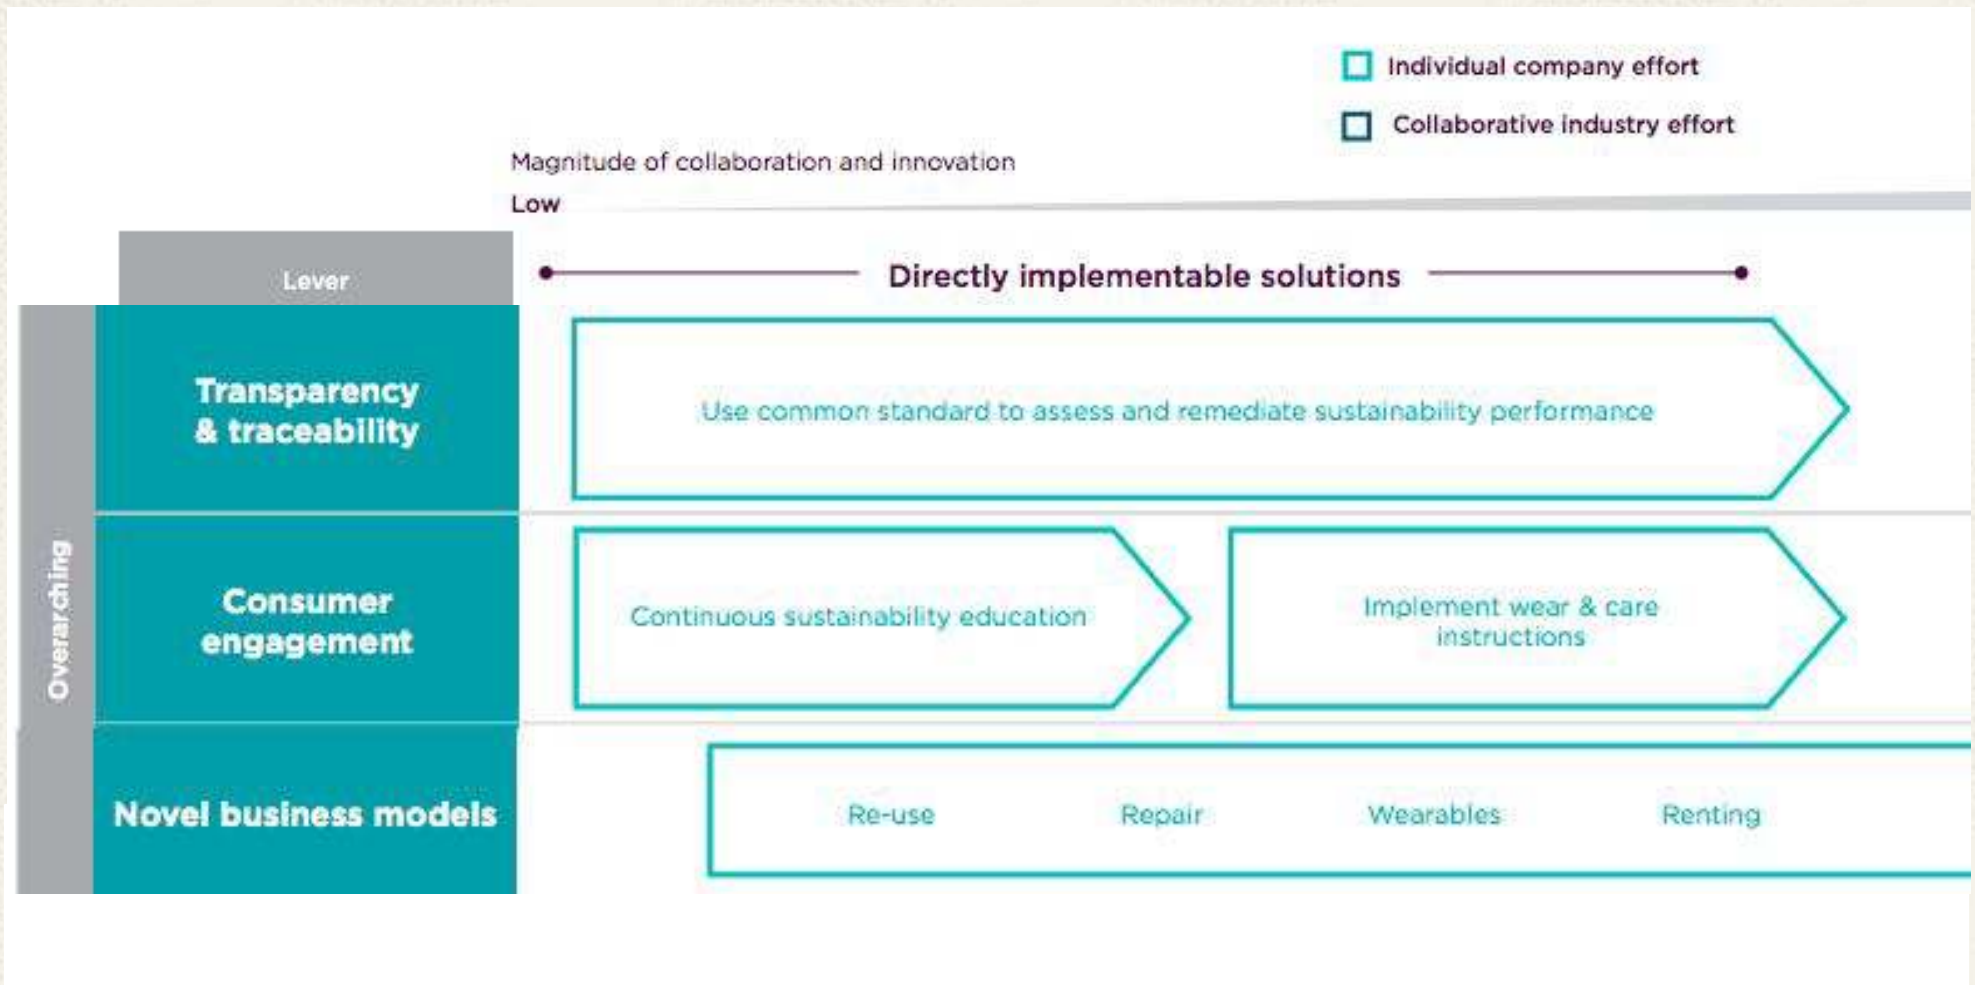 Individual company effort
Collaborative industry effort
Magnitude of collaboration and innovation
Low
Lever
Directly implementable solutions
Overarching
Transparency
& traceability
Use common standard to assess and remediate sustainability performance
Consumer
engagement
Continuous sustainability education
Implement wear & care
instructions
Novel business models
Re-use
Repair
Wearables
Renting